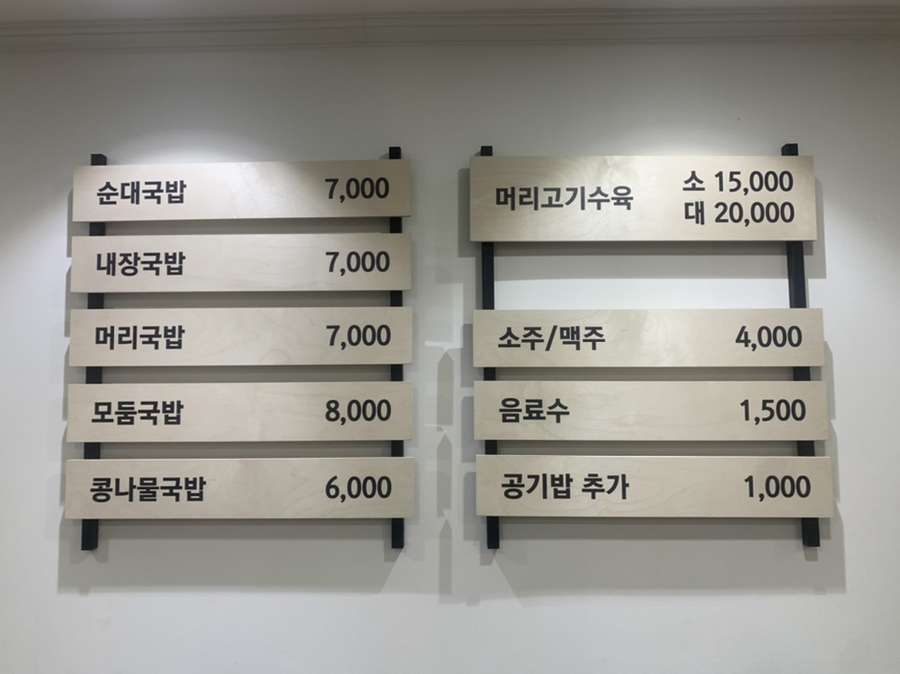 순대국밥 7,000
내장국밥 7,000
머리국밥 7,000
모둠국밥 8,000
콩나물국밥 6,000
머리고기수육 소 15,000
대 20,000
소주/맥주 4,000
음료수 1,500
공기밥 추가 1,000